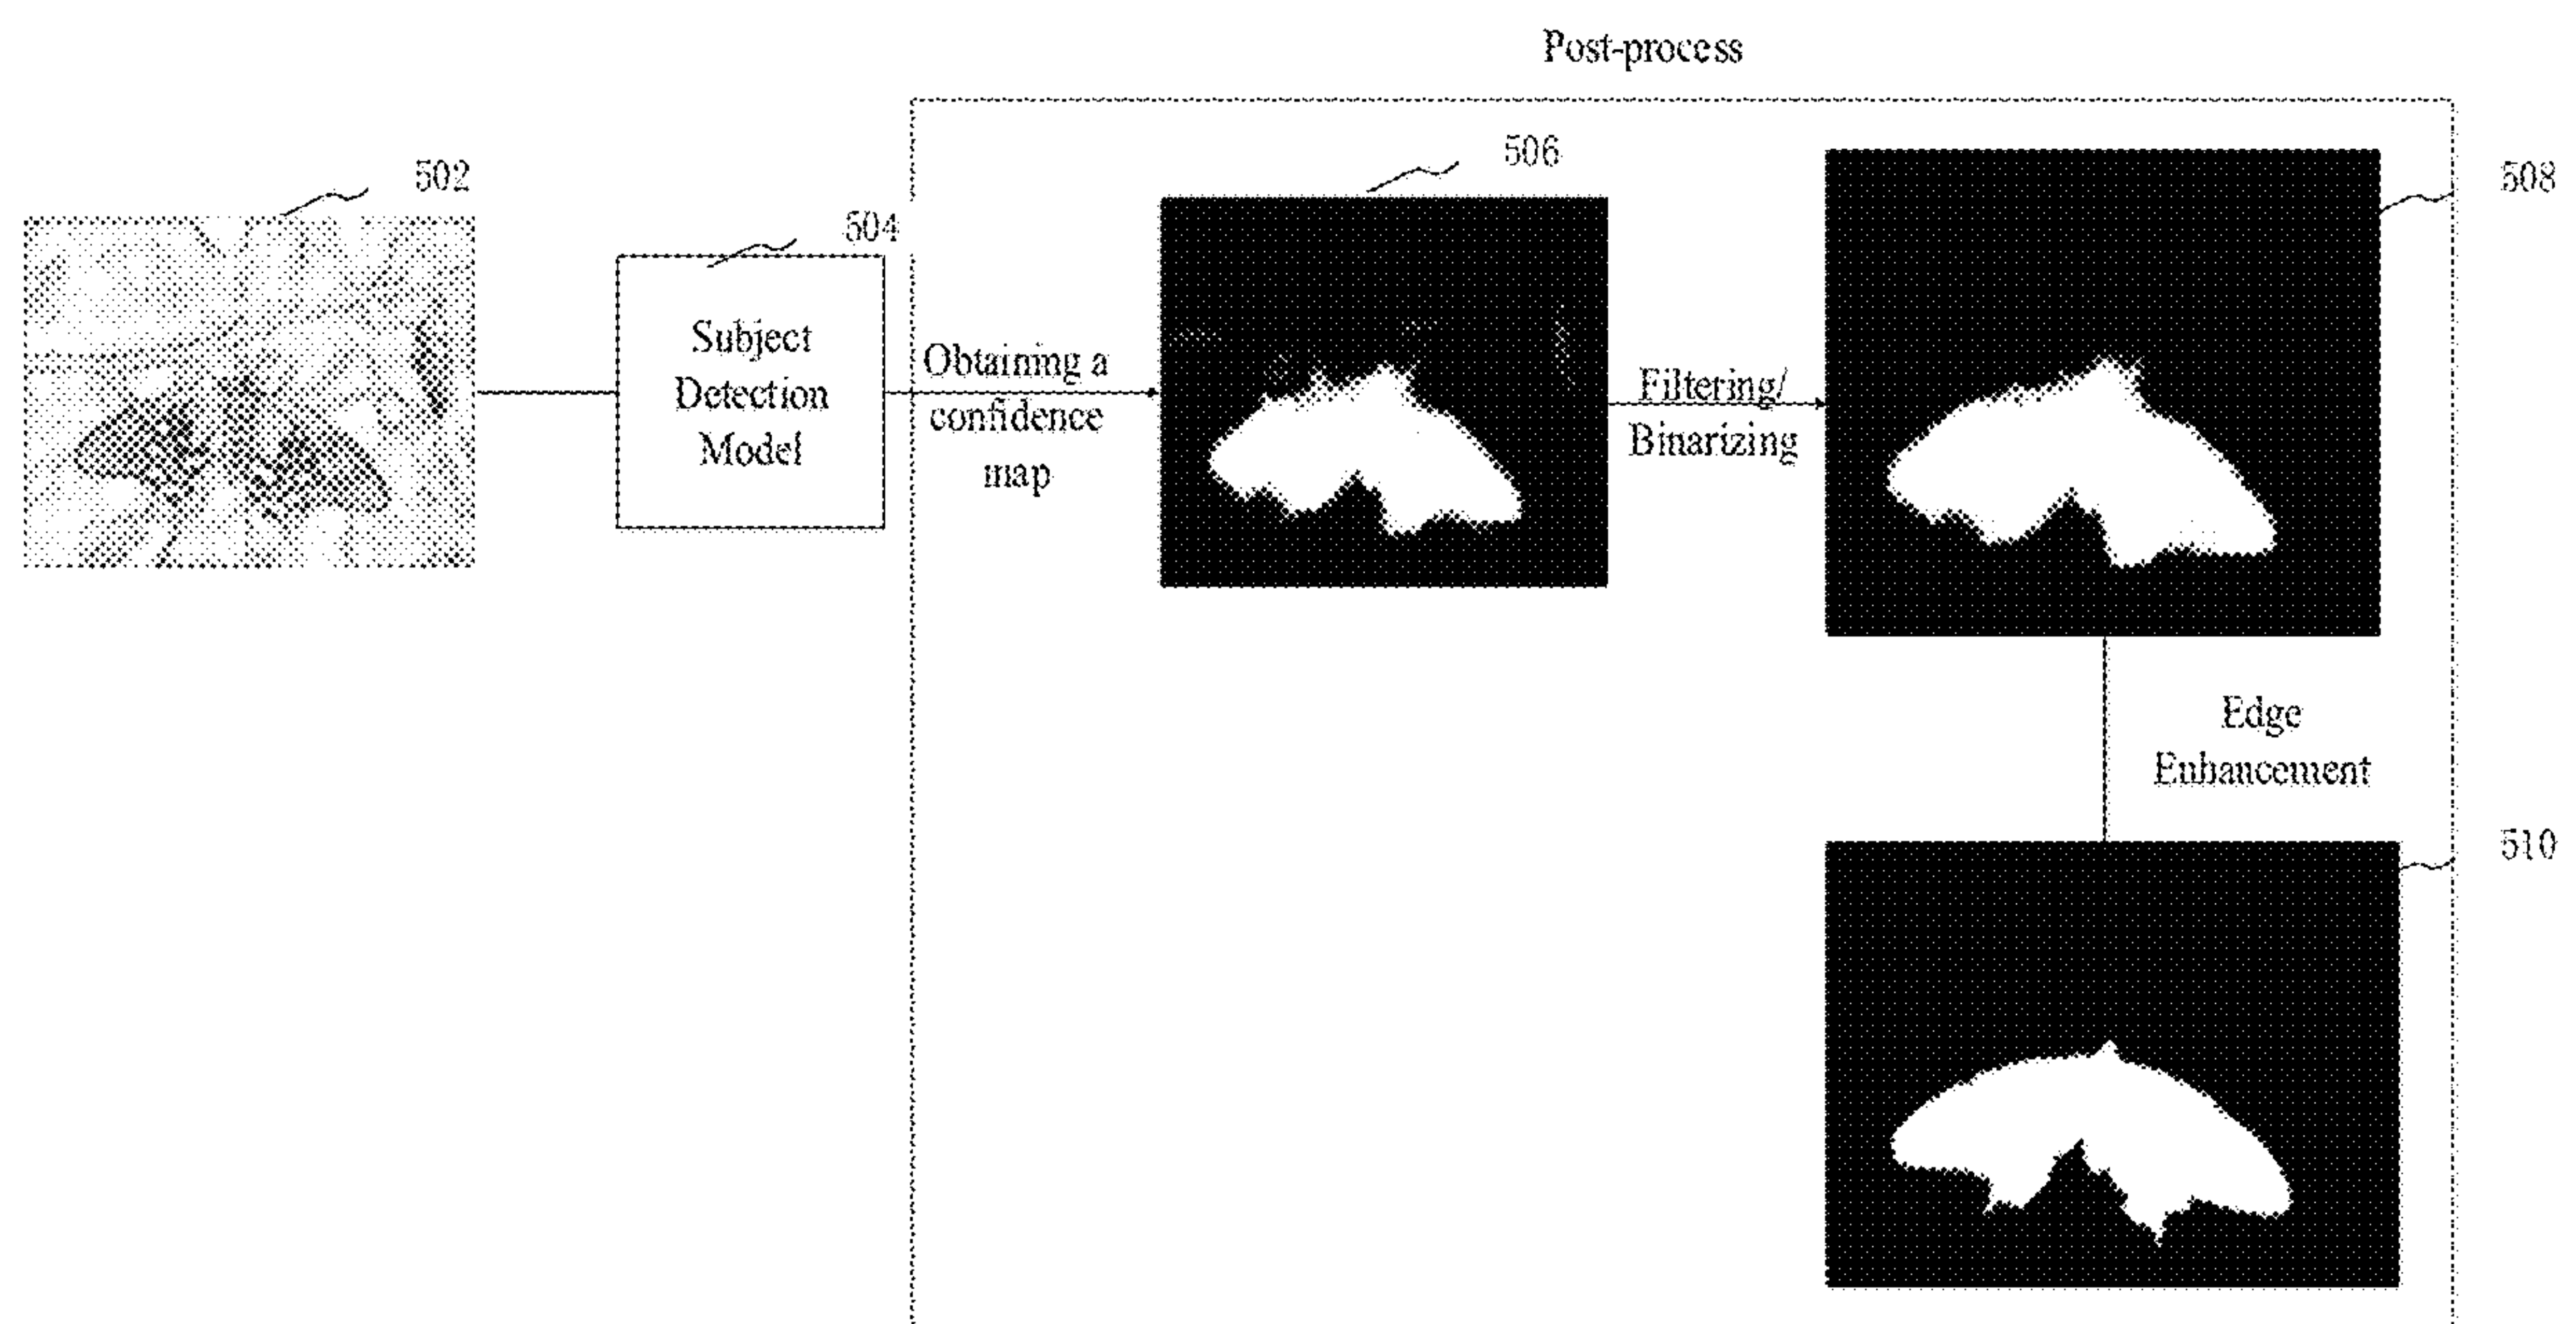 Post-process
502
504
506
508
Subject
Detection
Model
Obtaining a
confidence
map
Filtering/
Binarizing
Edge
Enhancement
510